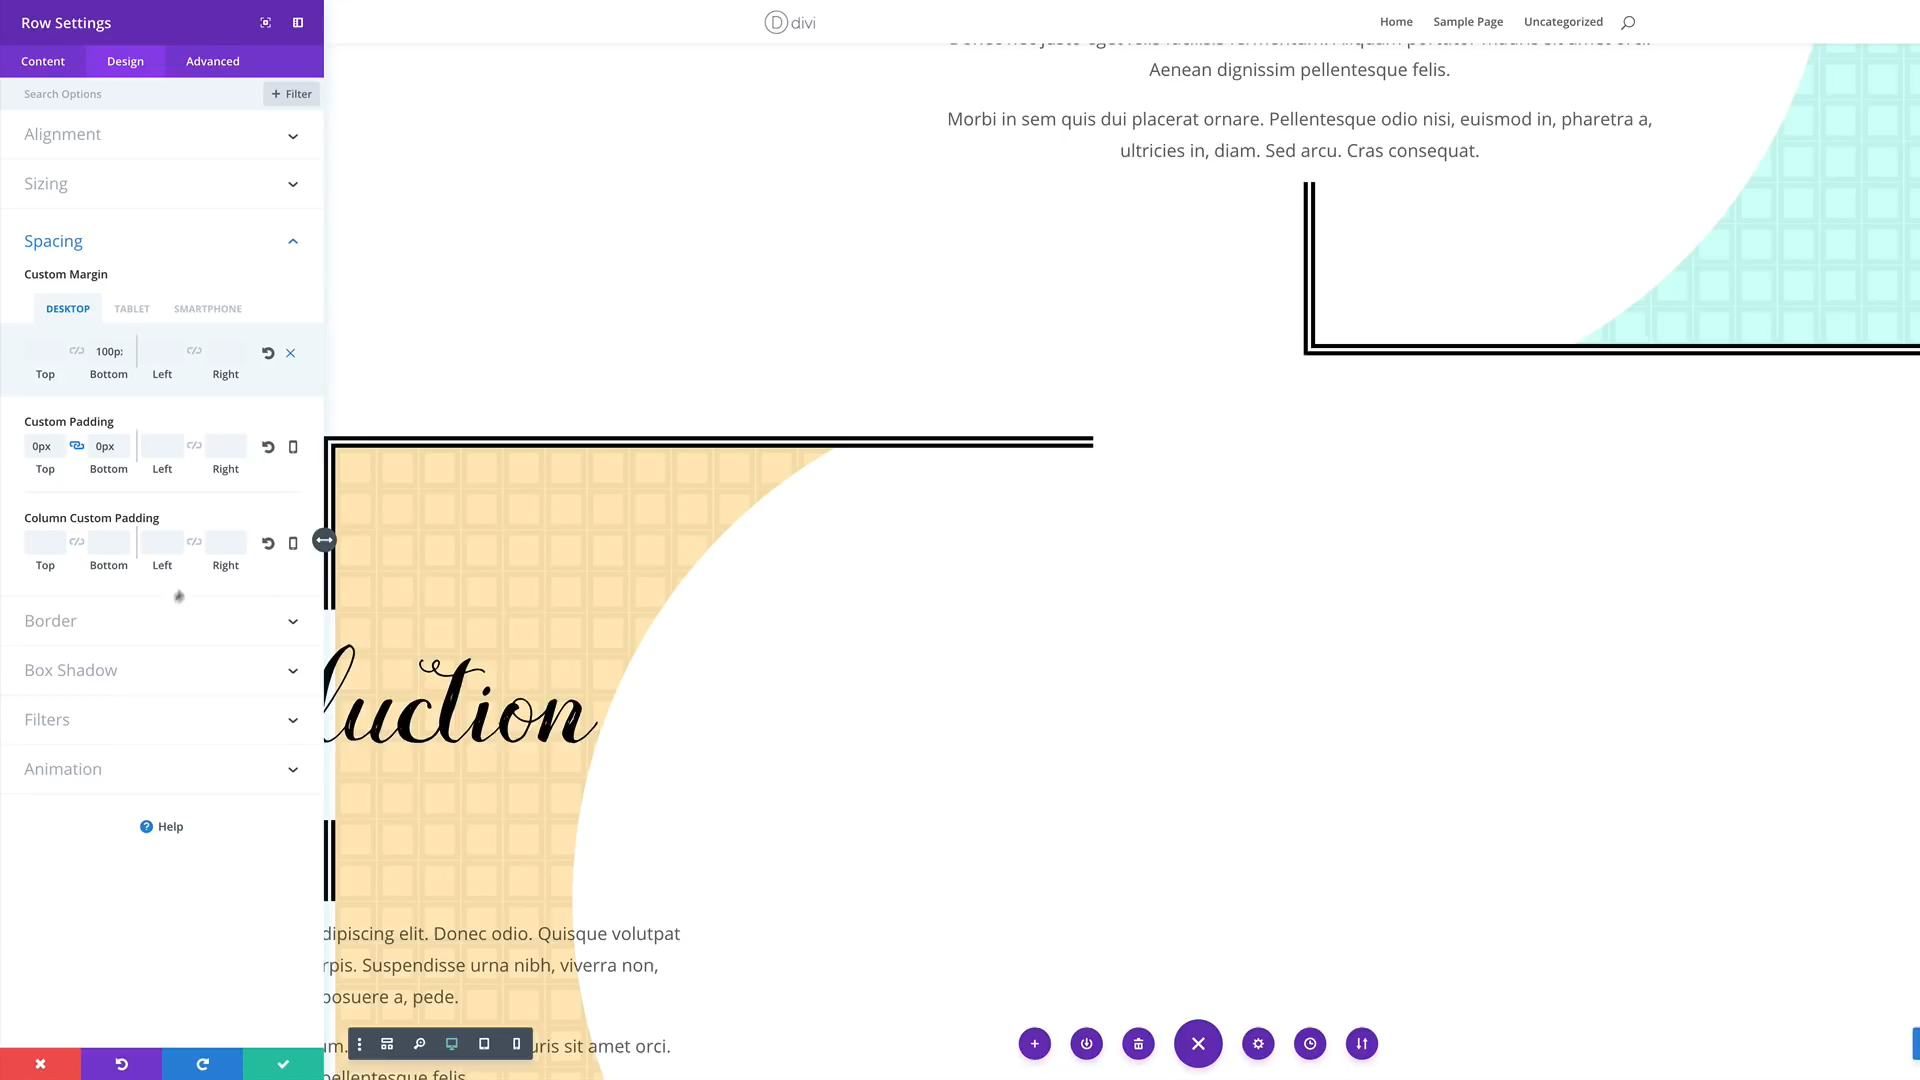 Row Settings
Content
Design
Advanced
Search Options
+ Filter
Alignment
Sizing
Spacing
Custom Margin
DESKTOP
TABLET
SMARTPHONE
100p:
Top
Bottom
Left
Right
Custom Padding
0px
0px
Top
Bottom
Left
Right
Column Custom Padding
Top
Bottom
Left
Right
Border
Box Shadow
Filters
Animation
Help
divi
Home
Sample Page
Uncategorized
Aenean dignissim pellentesque felis.
Morbi in sem quis dui placerat ornare. Pellentesque odio nisi, euismod in, pharetra a,
ultricies in, diam. Sed arcu. Cras consequat.
luction
dipiscing elit. Donec odio. Quisque volutpat
rpis. Suspendisse urna nibh, viverra non,
posuere a, pede.
um.
uris sit amet orci.
pellentesque felis.